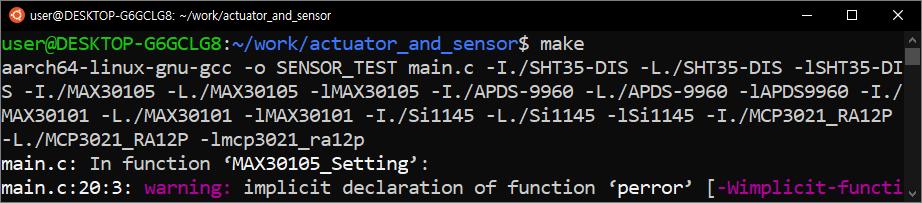 user@DESKTOP-G6GCLG8: ~/work/actuator_and_sensor
user@DESKTOP-G6GCLG8:~/work/actuator_and_sensor$ make
aarch64-linux-gnu-gcc -o SENSOR_TEST main.c -I./SHT35-DIS -L./SHT35-DIS -lSHT35-DI
S -I./MAX30105 -L./MAX30105 -lMAX30105 -I./APDS-9960 -L./APDS-9960 -lAPDS9960 -I./
MAX30101 -L./MAX30101 -lMAX30101 -I./Si1145 -L./Si1145 -lSi1145 -I./MCP3021_RA12P
-L./MCP3021_RA12P -lmcp3021_ra12p
main.c: In function ‘MAX30105_Setting’:
main.c:20:3: warning: implicit declaration of function ‘perror’ [-Wimplicit-functi